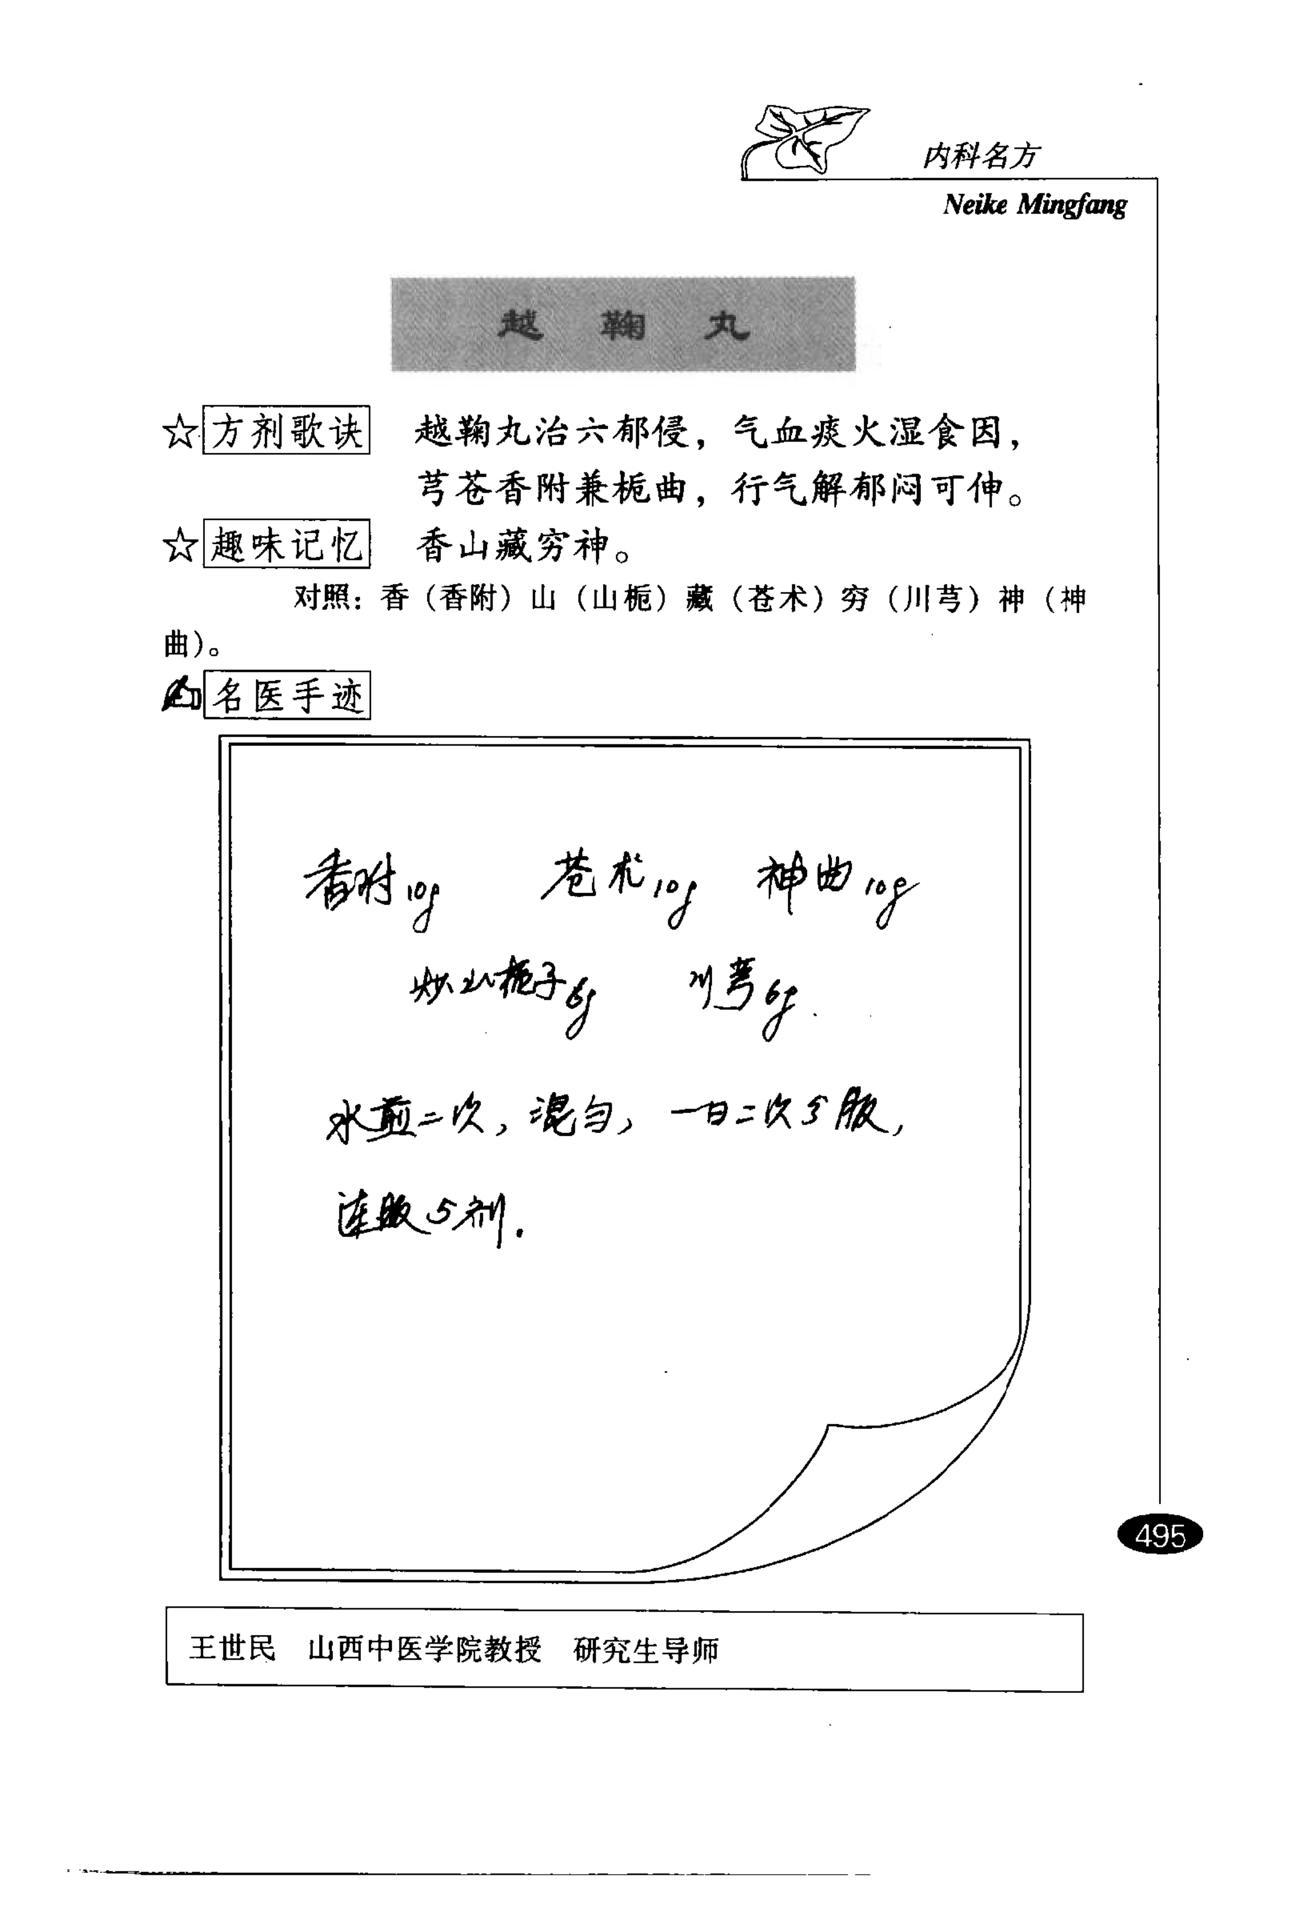 内科名方
Neike Mingfang
越鞠丸
☆方剂歌诀 越鞠丸治六郁侵，气血痰火湿食因，
芎苍香附兼栀曲，行气解郁闷可伸。
☆趣味记忆 香山藏穷神。
对照：香（香附）山（山栀）藏（苍术）穷（川芎）神（神
曲）。
名医手迹
香附10g 苍术10g 神曲10g
炒山栀子6g 川芎6g.
水煎二次，混匀，一日二次分服，
连服5剂.
495
王世民 山西中医学院教授 研究生导师